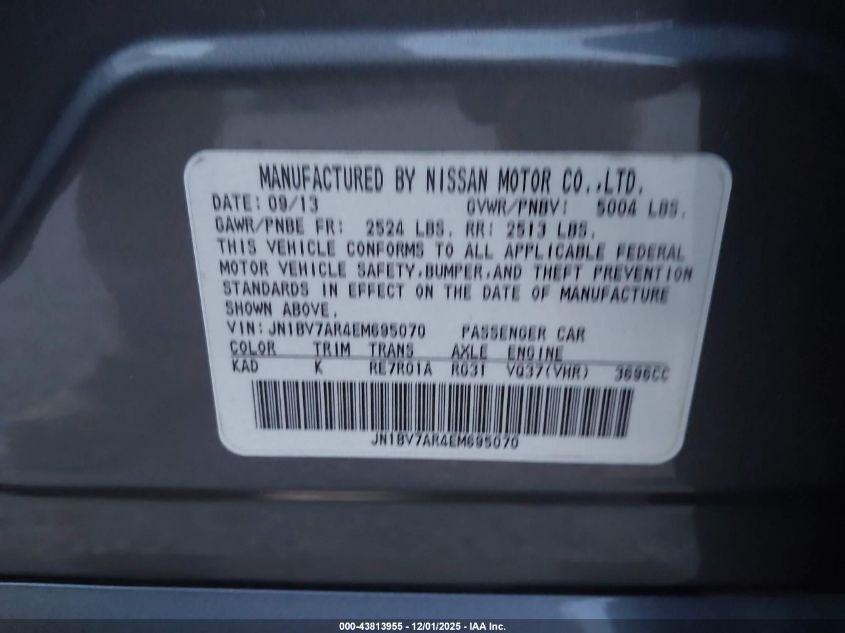 MANUFACTURED BY NISSAN MOTOR CO.,LTD.
DATE: 09/13 GVWR/PNBV: 5004 LBS.
GAWR/PNBE FR: 2524 LBS. RR: 2513 LBS.
THIS VEHICLE CONFORMS TO ALL APPLICABLE FEDERAL
MOTOR VEHICLE SAFETY,BUMPER,AND THEFT PREVENTION
STANDARDS IN EFFECT ON THE DATE OF MANUFACTURE
SHOWN ABOVE.
VIN:JN1BV7AR4EM695070 PASSENGER CAR
COLOR TRIM TRANS AXLE ENGINE
KAD K RE7R01A RG31 VQ37(VHR) 3696CC
JN1BV7AR4EM695070
000-43813955 - 12/01/2025 - IAA Inc.